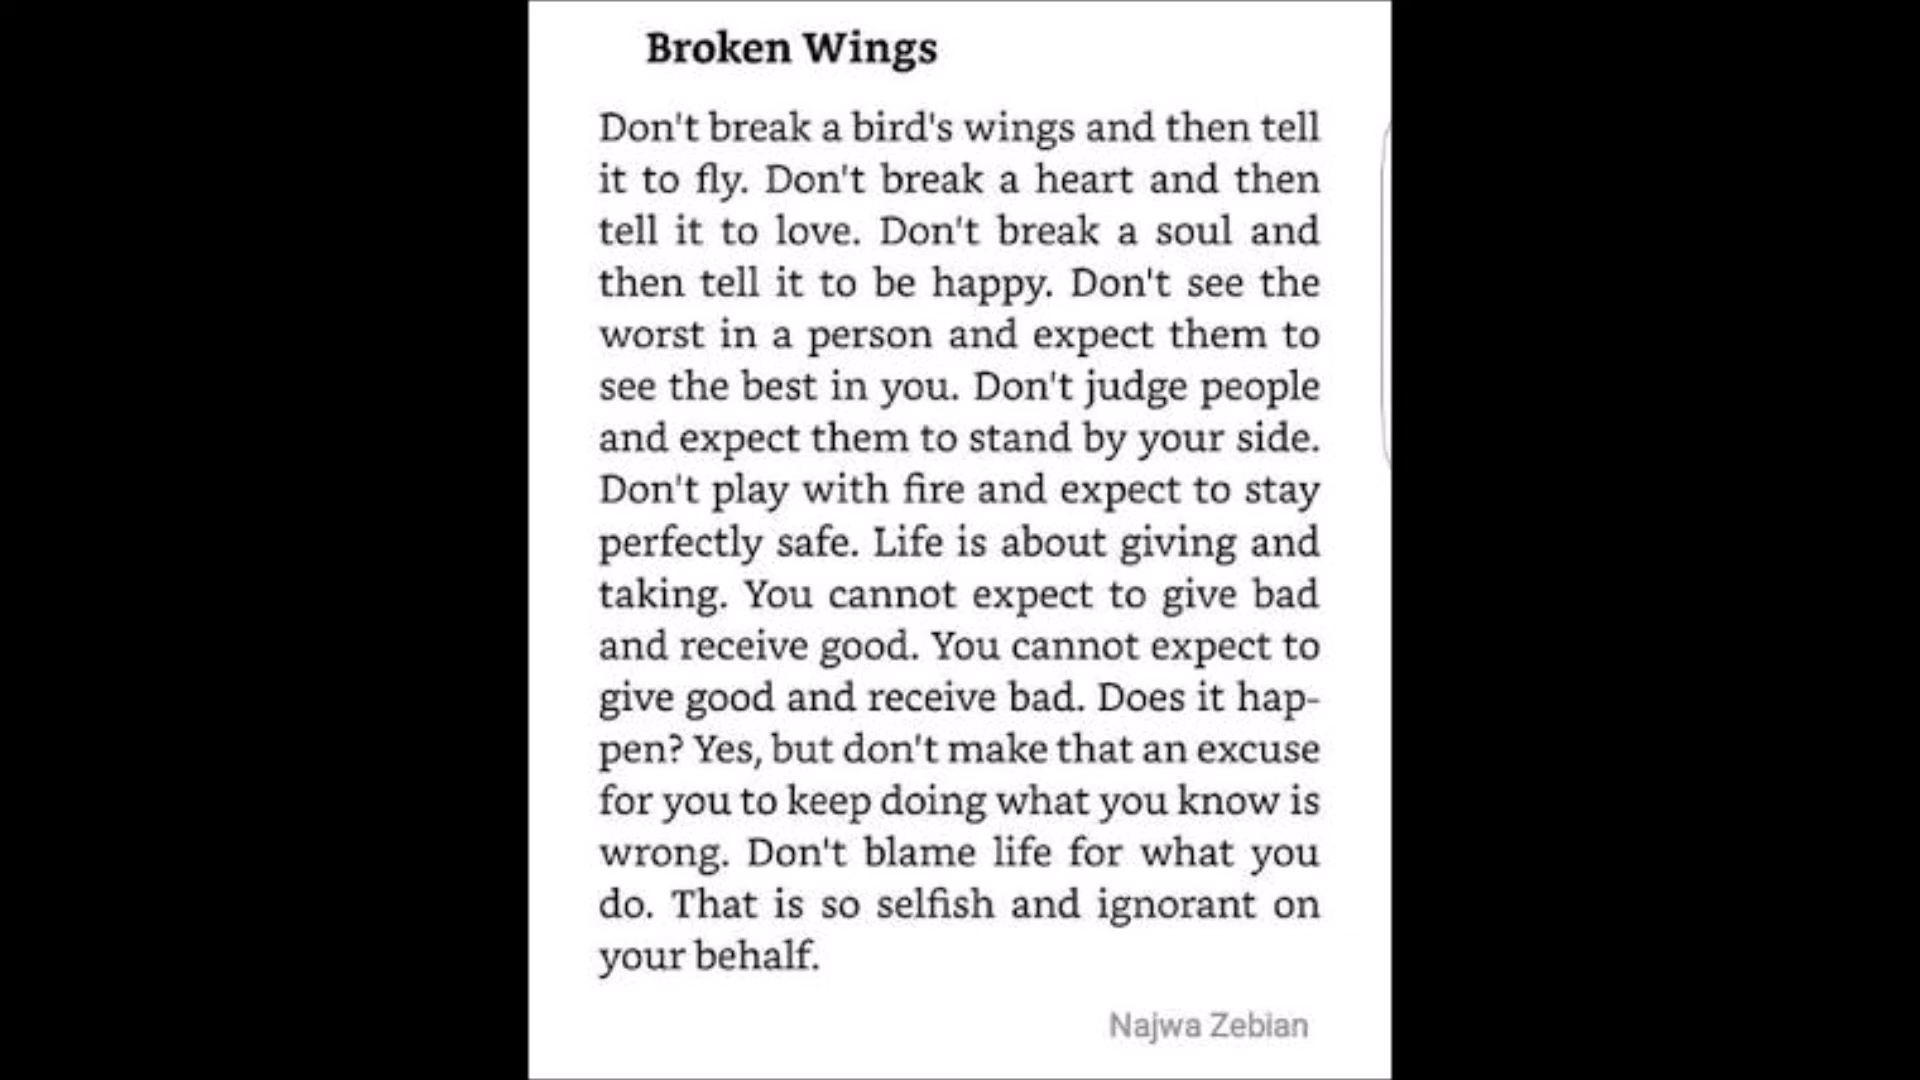 Broken Wings
Don't break a bird's wings and then tell
it to fly. Don't break a heart and then
tell it to love. Don't break a soul and
then tell it to be happy. Don't see the
worst in a person and expect them to
see the best in you. Don't judge people
and expect them to stand by your side.
Don't play with fire and expect to stay
perfectly safe. Life is about giving and
taking. You cannot expect to give bad
and receive good. You cannot expect to
give good and receive bad. Does it hap-
pen? Yes, but don't make that an excuse
for you to keep doing what you know is
wrong. Don't blame life for what you
do. That is so selfish and ignorant on
your behalf.
Najwa Zebian